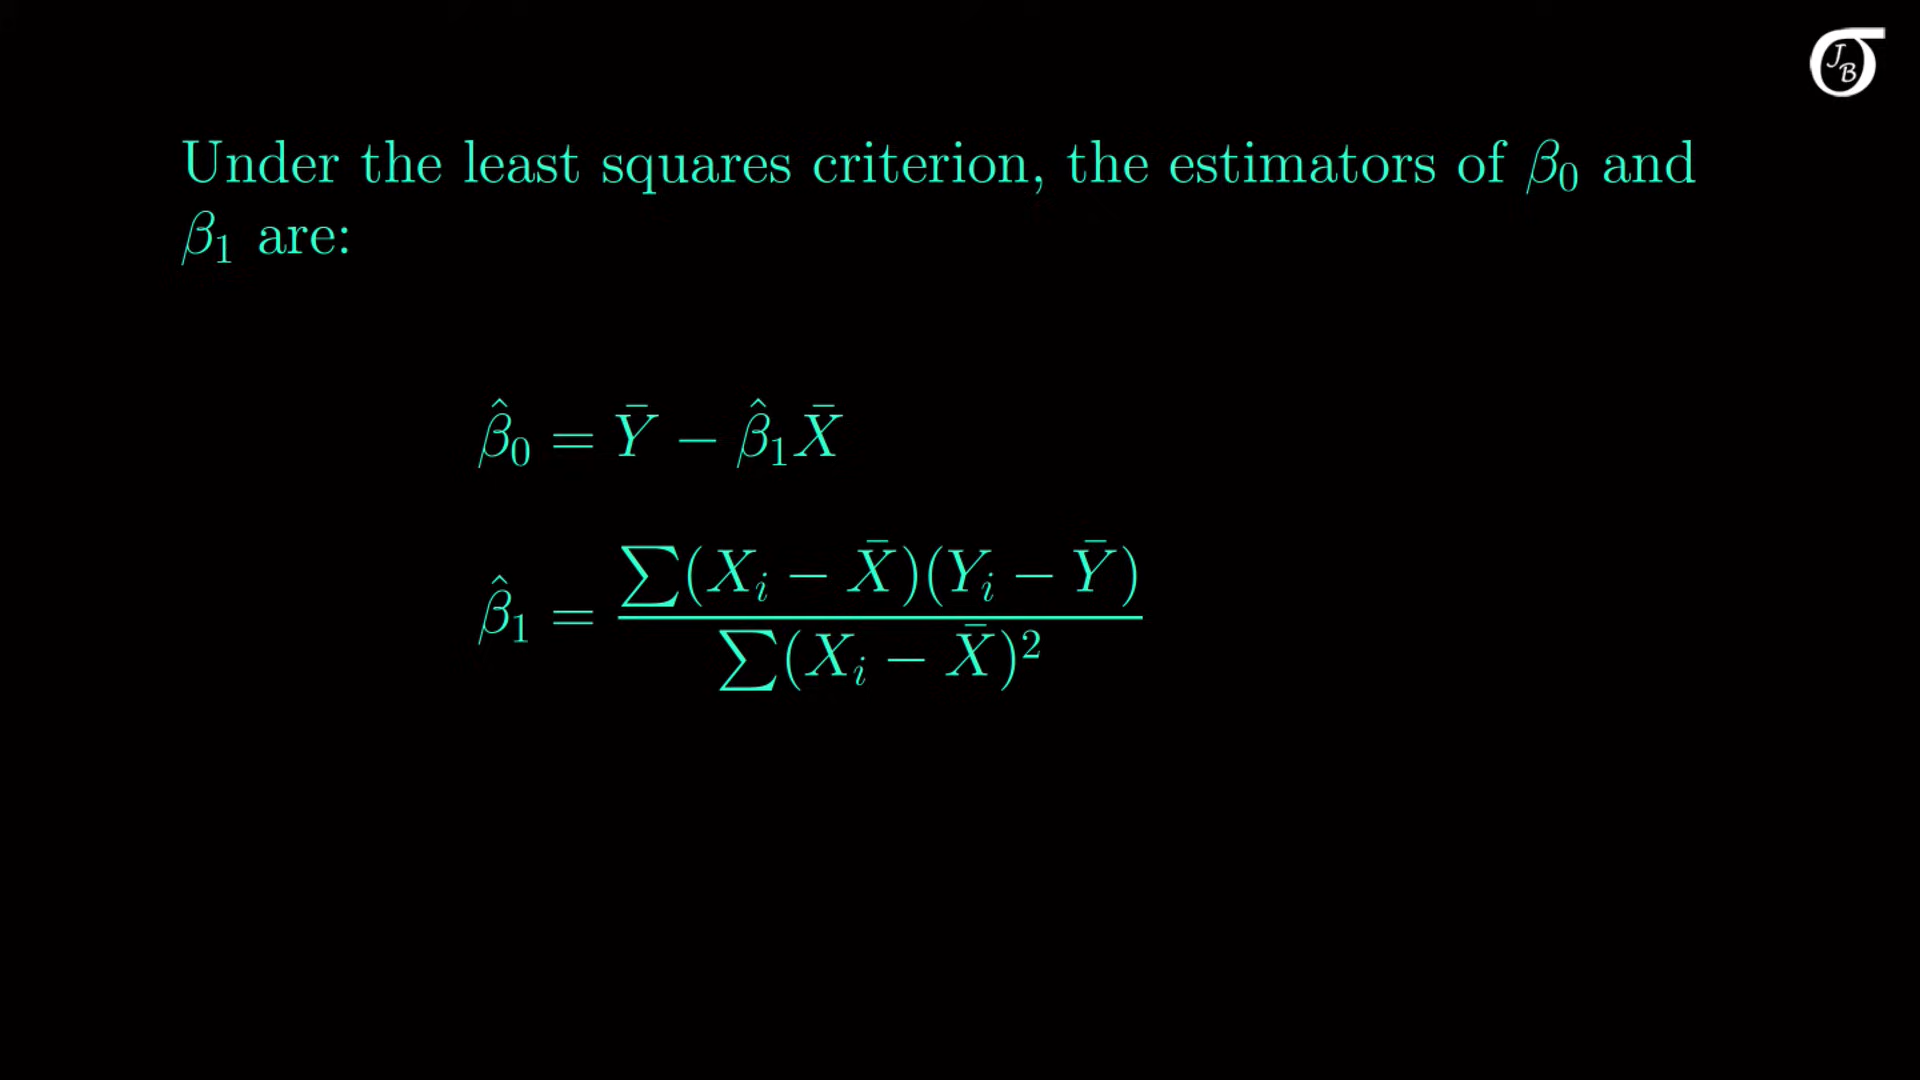 J
B
Under the least squares criterion, the estimators of β₀ and
β₁ are:
β̂₀ = Ȳ − β̂₁X̄
β̂₁ = ∑(Xᵢ − X̄)(Yᵢ − Ȳ) / ∑(Xᵢ − X̄)²